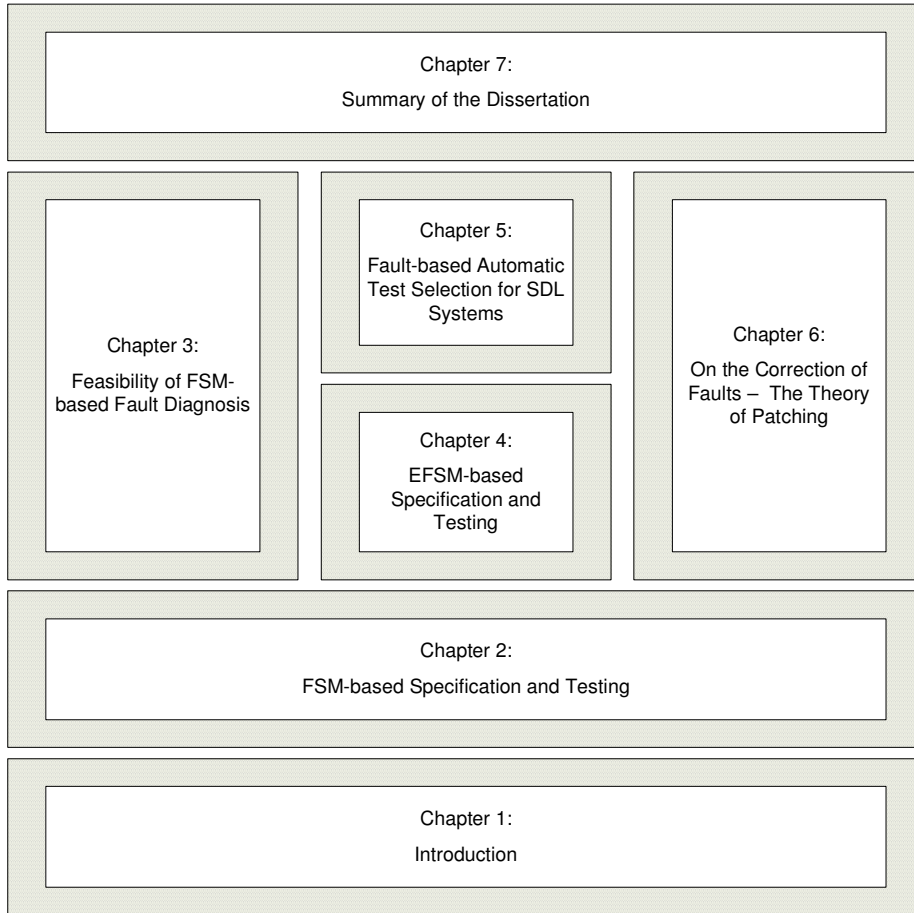 Chapter 7:
Summary of the Dissertation
Chapter 3:
Feasibility of FSM-
based Fault Diagnosis
Chapter 5:
Fault-based Automatic
Test Selection for SDL
Systems
Chapter 4:
EFSM-based
Specification and
Testing
Chapter 6:
On the Correction of
Faults – The Theory
of Patching
Chapter 2:
FSM-based Specification and Testing
Chapter 1:
Introduction